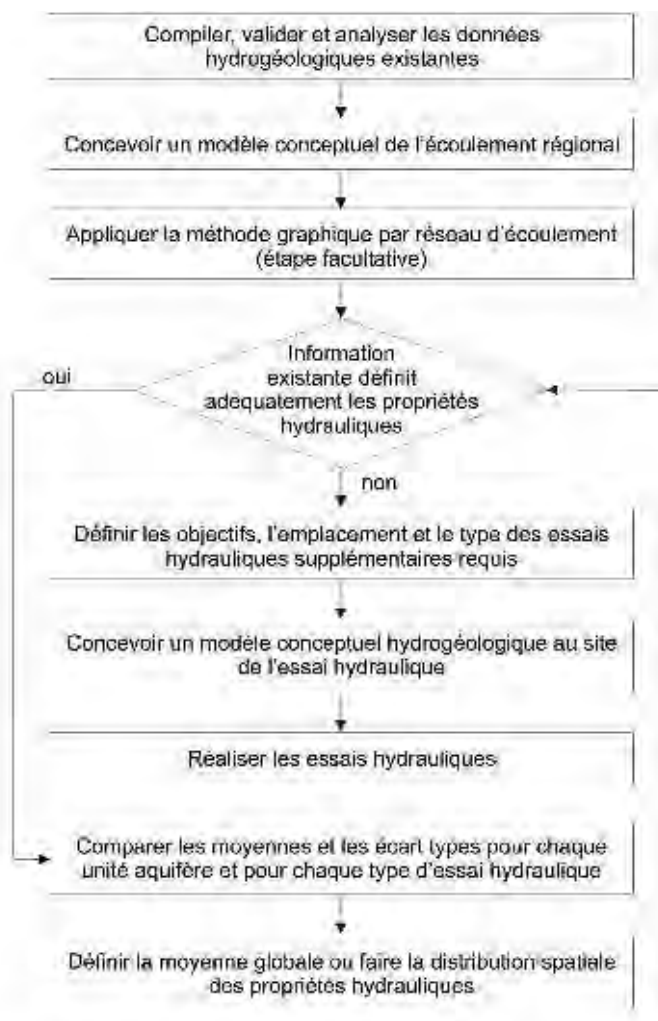 Compiler, valider et analyser les données
hydrogéologiques existantes
Concevoir un modèle conceptuel de l'écoulement régional
Appliquer la méthode graphique par réseau d'écoulement
(étape facultative)
Information
existante définit
adequatement les propriétés
hydrauliques
oui
non
Définir les objectifs, l'emplacement et le type des essais
hydrauliques supplémentaires requis
Concevoir un modèle conceptuel hydrogéologique au site
de l'essai hydraulique
Réaliser les essais hydrauliques
Comparer les moyennes et les écart types pour chaque
unité aquifère et pour chaque type d'essai hydraulique
Définir la moyenne globale ou faire la distribution spatiale
des propriétés hydrauliques